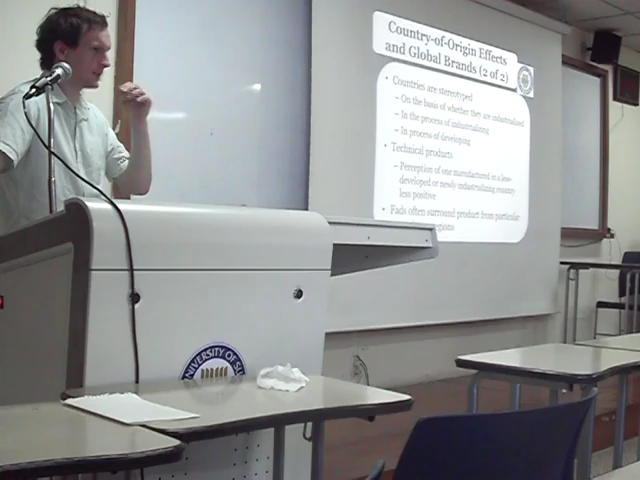 Country-of-Origin Effects
and Global Brands (2 of 2)
• Countries are stereotyped
– On the basis of whether they are industrialized
– In the process of industrializing
– In process of developing
• Technical products
– Perception of one manufactured in a less-
developed or newly industrializing country
less positive
• Fads often surround product from particular
regions
UNIVERSITY OF